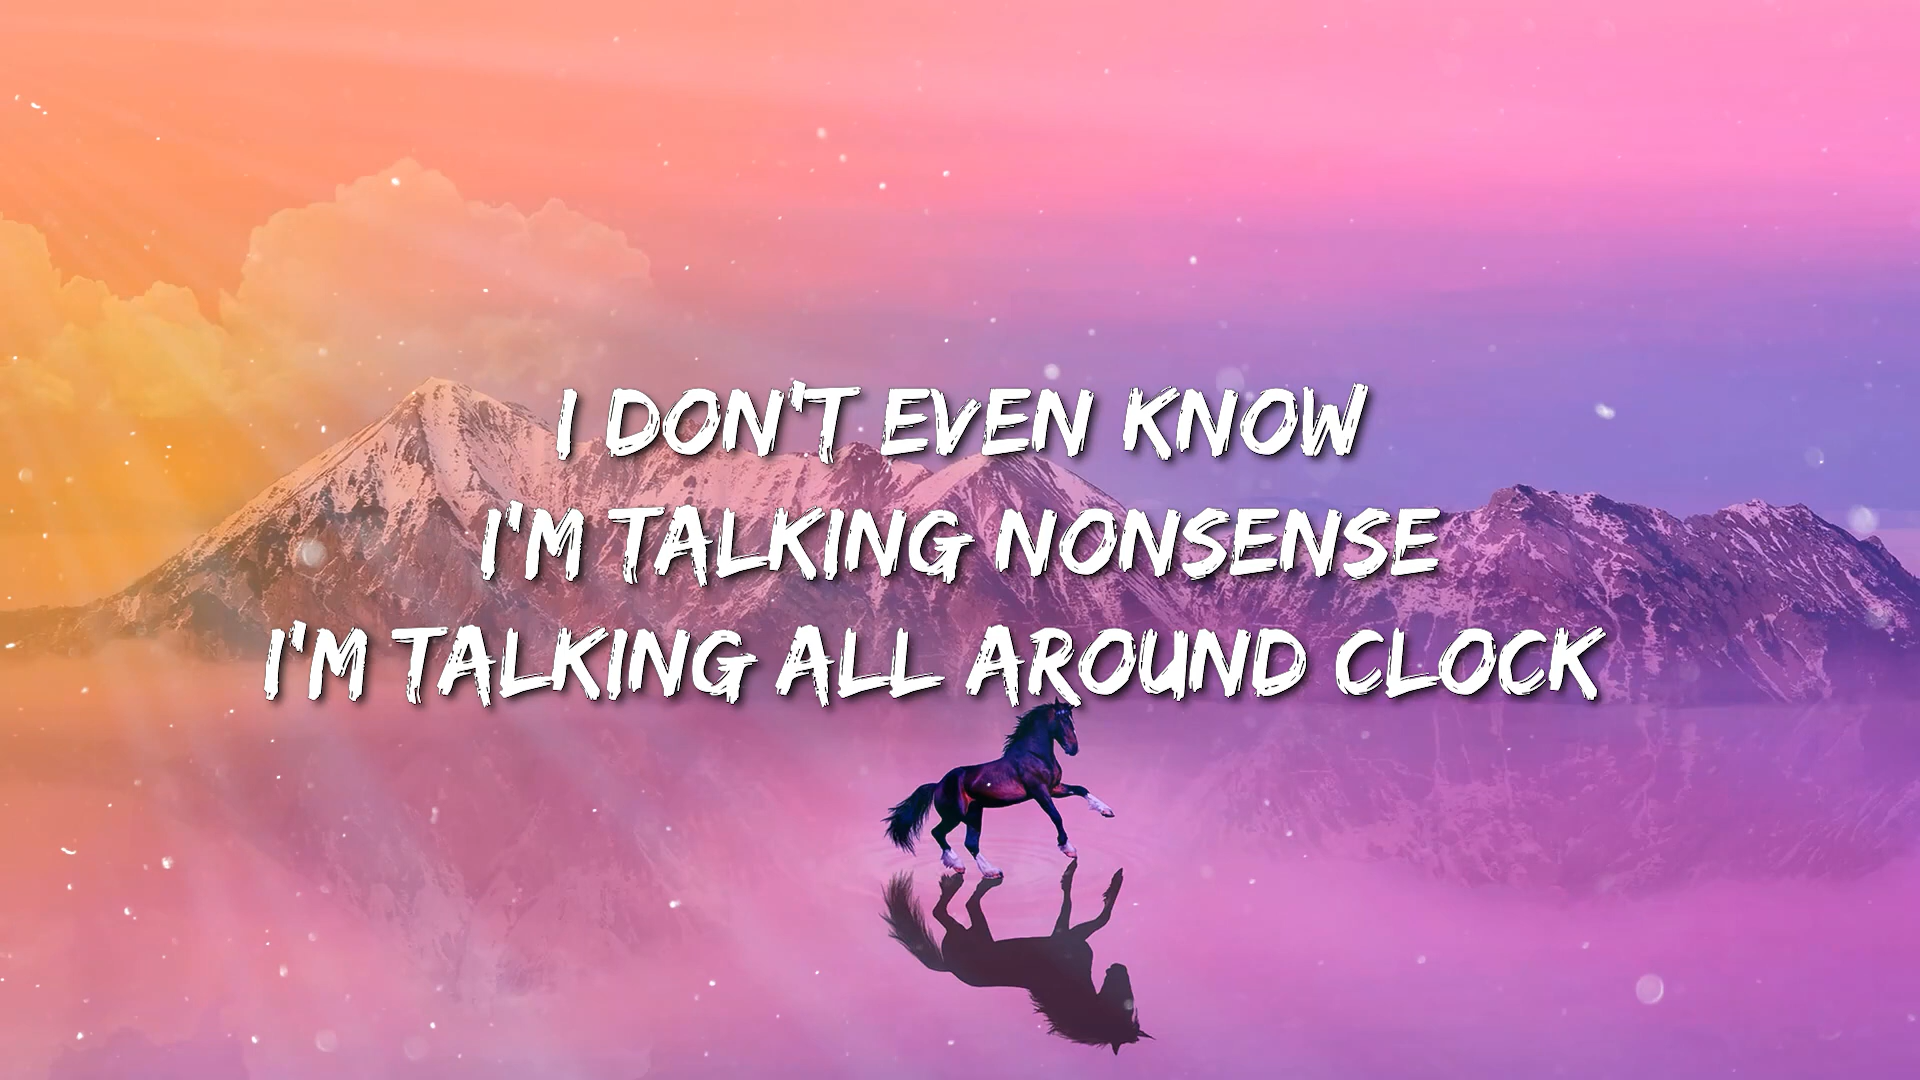 I DON'T EVEN KNOW
I'M TALKING NONSENSE
I'M TALKING ALL AROUND CLOCK